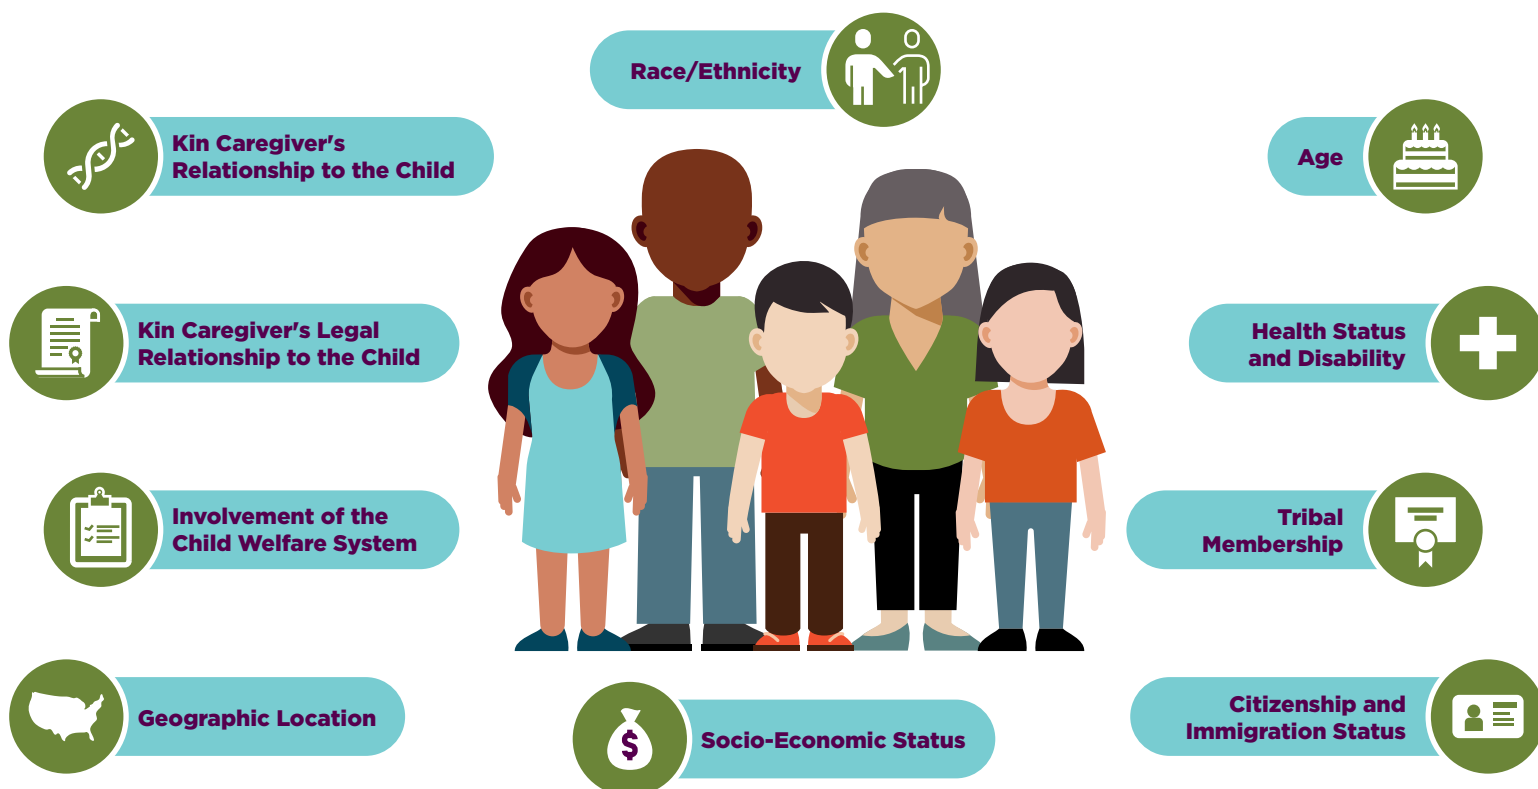 Race/Ethnicity
Kin Caregiver's
Relationship to the Child
Age
Kin Caregiver's Legal
Relationship to the Child
Health Status
and Disability
Involvement of the
Child Welfare System
Tribal
Membership
Geographic Location
$
Socio-Economic Status
Citizenship and
Immigration Status